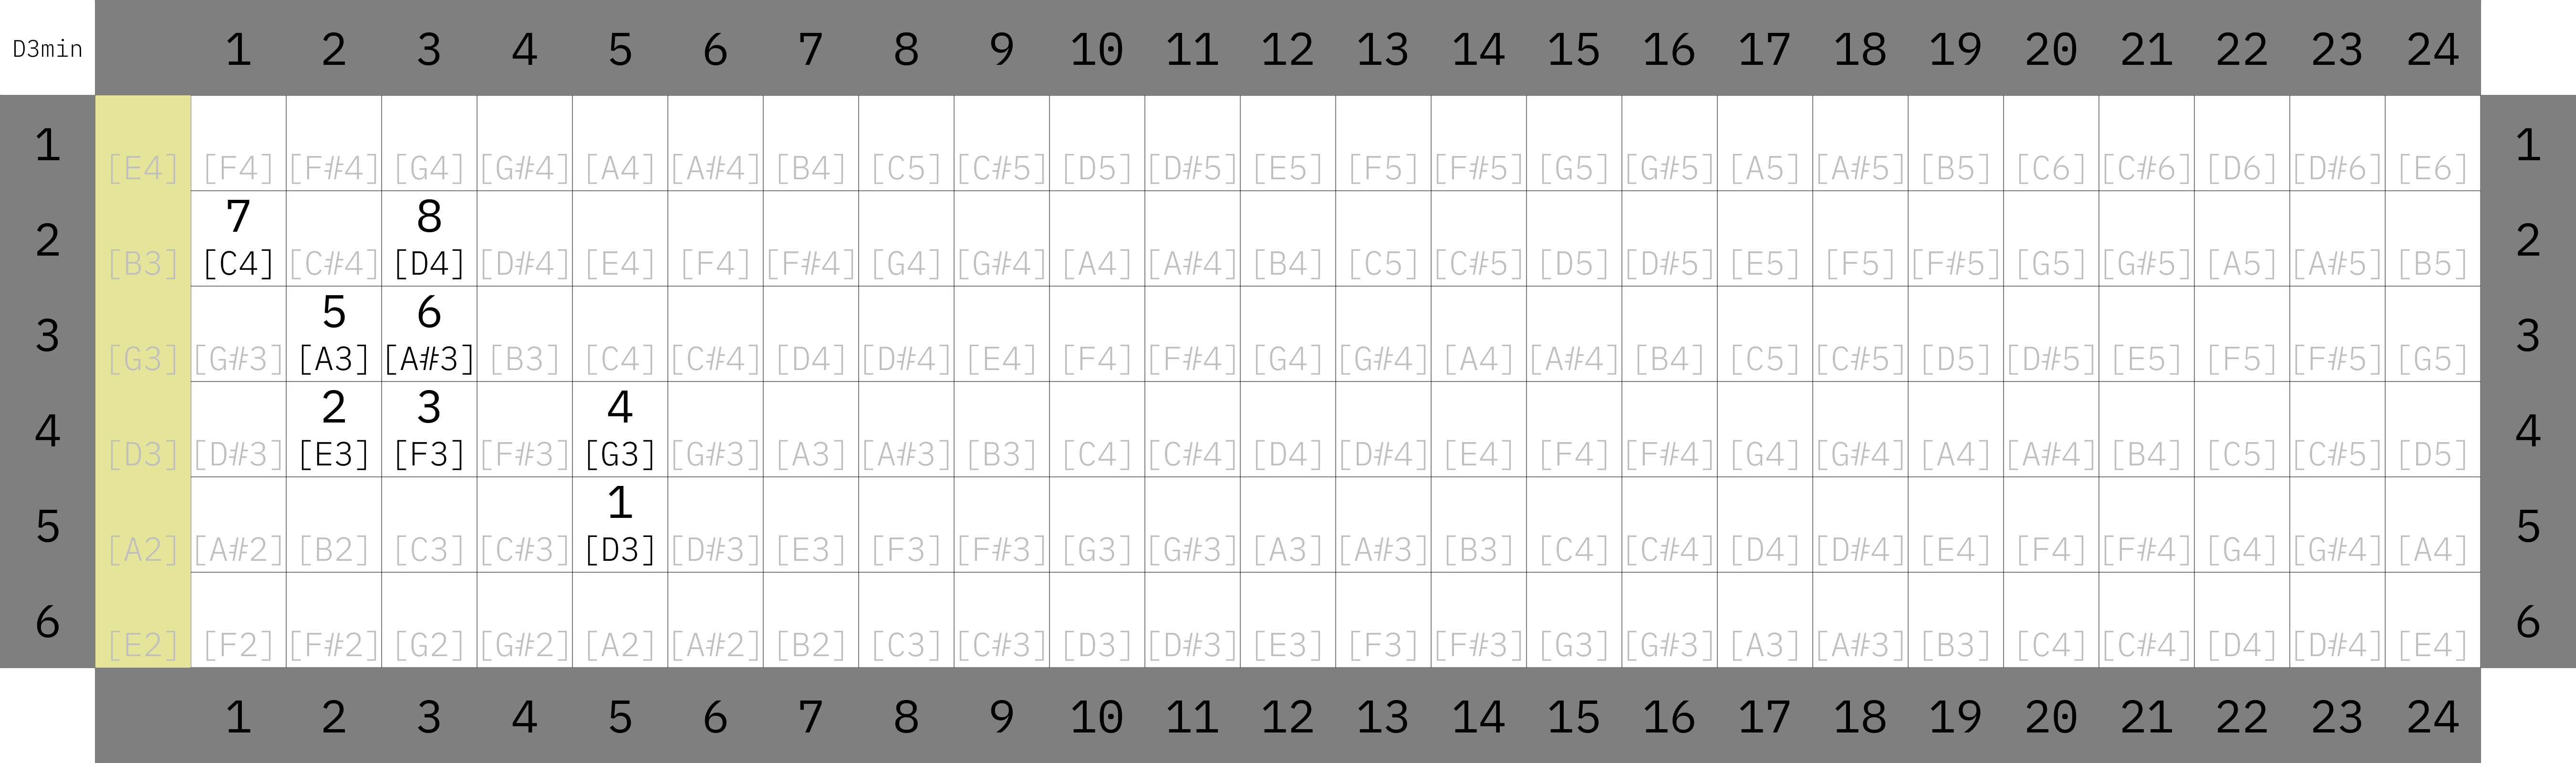 D3min 1 2 3 4 5 6 7 8 9 10 11 12 13 14 15 16 17 18 19 20 21 22 23 24
1 [E4] [F4] [F#4] [G4] [G#4] [A4] [A#4] [B4] [C5] [C#5] [D5] [D#5] [E5] [F5] [F#5] [G5] [G#5] [A5] [A#5] [B5] [C6] [C#6] [D6] [D#6] [E6] 1
7 8
2 [B3] [C4] [C#4] [D4] [D#4] [E4] [F4] [F#4] [G4] [G#4] [A4] [A#4] [B4] [C5] [C#5] [D5] [D#5] [E5] [F5] [F#5] [G5] [G#5] [A5] [A#5] [B5] 2
5 6
3 [G3] [G#3] [A3] [A#3] [B3] [C4] [C#4] [D4] [D#4] [E4] [F4] [F#4] [G4] [G#4] [A4] [A#4] [B4] [C5] [C#5] [D5] [D#5] [E5] [F5] [F#5] [G5] 3
2 3 4
4 [D3] [D#3] [E3] [F3] [F#3] [G3] [G#3] [A3] [A#3] [B3] [C4] [C#4] [D4] [D#4] [E4] [F4] [F#4] [G4] [G#4] [A4] [A#4] [B4] [C5] [C#5] [D5] 4
1
5 [A2] [A#2] [B2] [C3] [C#3] [D3] [D#3] [E3] [F3] [F#3] [G3] [G#3] [A3] [A#3] [B3] [C4] [C#4] [D4] [D#4] [E4] [F4] [F#4] [G4] [G#4] [A4] 5
6 [E2] [F2] [F#2] [G2] [G#2] [A2] [A#2] [B2] [C3] [C#3] [D3] [D#3] [E3] [F3] [F#3] [G3] [G#3] [A3] [A#3] [B3] [C4] [C#4] [D4] [D#4] [E4] 6
1 2 3 4 5 6 7 8 9 10 11 12 13 14 15 16 17 18 19 20 21 22 23 24